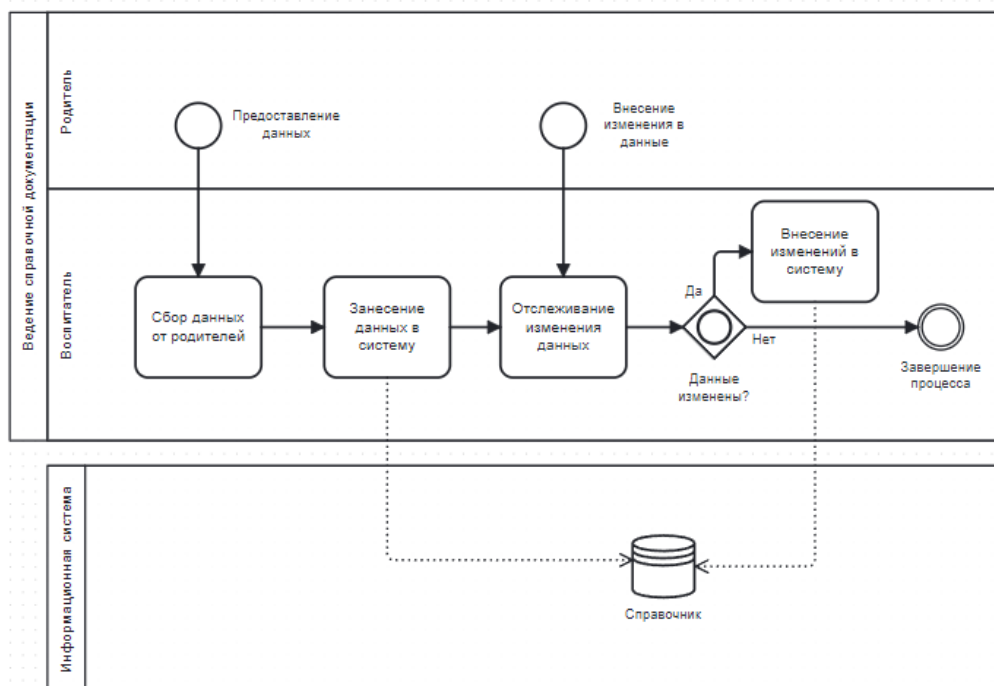 Ведение справочной документации
Родитель
Предоставление
данных
Внесение
изменения в
данные
Воспитатель
Сбор данных
от родителей
Занесение
данных в
систему
Отслеживание
изменения
данных
Да
Нет
Данные
изменены?
Внесение
изменений в
систему
Завершение
процесса
Информационная система
Справочник